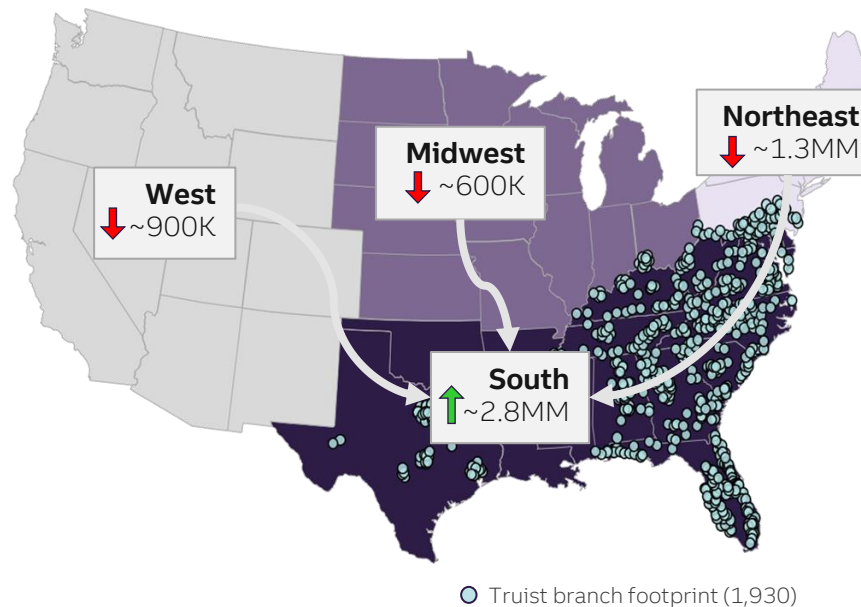 Northeast
~1.3MM
Midwest
~600K
West
~900K
South
~2.8MM
Truist branch footprint (1,930)